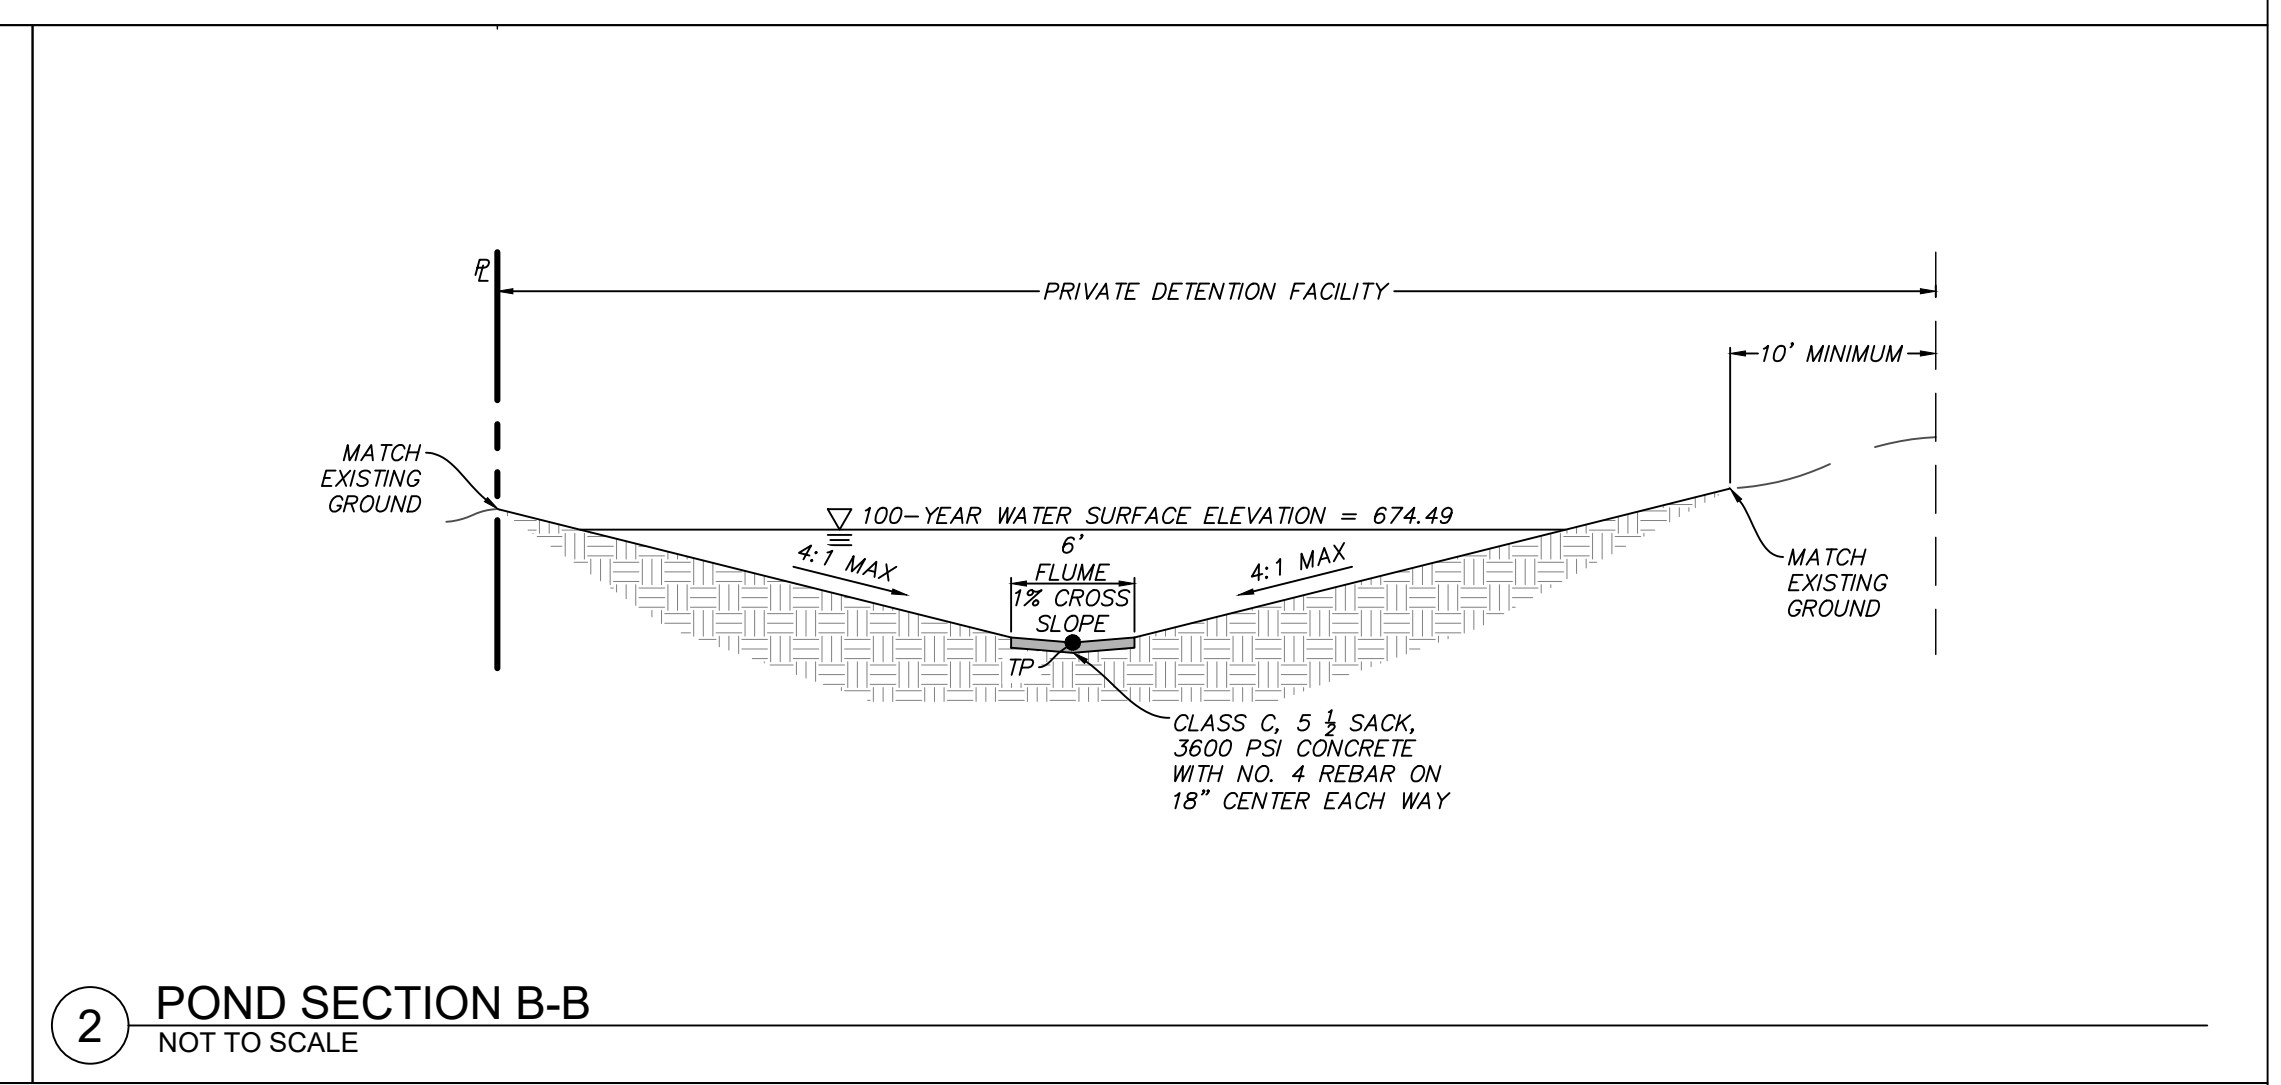 PL
PRIVATE DETENTION FACILITY
10' MINIMUM
MATCH
EXISTING
GROUND
100-YEAR WATER SURFACE ELEVATION = 674.49
4:1 MAX
6'
FLUME
1% CROSS
SLOPE
4:1 MAX
MATCH
EXISTING
GROUND
TP
CLASS C, 5 1/2 SACK,
3600 PSI CONCRETE
WITH NO. 4 REBAR ON
18" CENTER EACH WAY
2
POND SECTION B-B
NOT TO SCALE